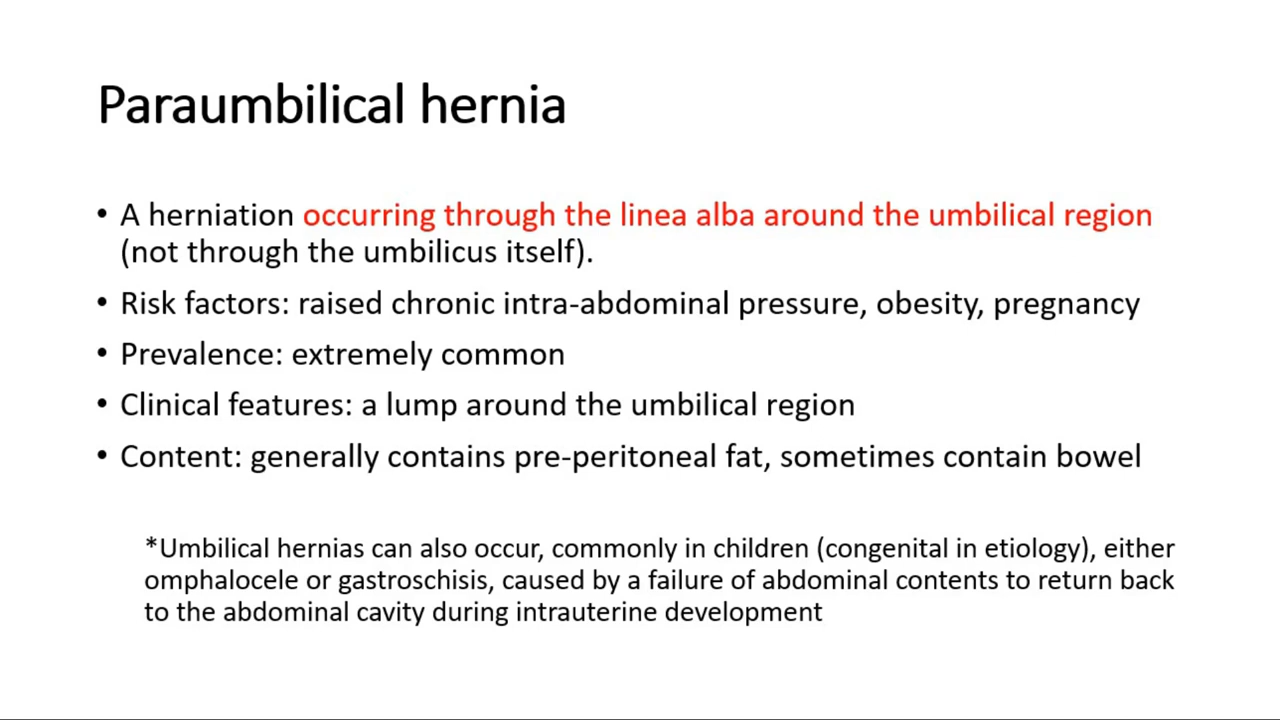 Paraumbilical hernia
• A herniation occurring through the linea alba around the umbilical region
(not through the umbilicus itself).
• Risk factors: raised chronic intra-abdominal pressure, obesity, pregnancy
• Prevalence: extremely common
• Clinical features: a lump around the umbilical region
• Content: generally contains pre-peritoneal fat, sometimes contain bowel
*Umbilical hernias can also occur, commonly in children (congenital in etiology), either
omphalocele or gastroschisis, caused by a failure of abdominal contents to return back
to the abdominal cavity during intrauterine development